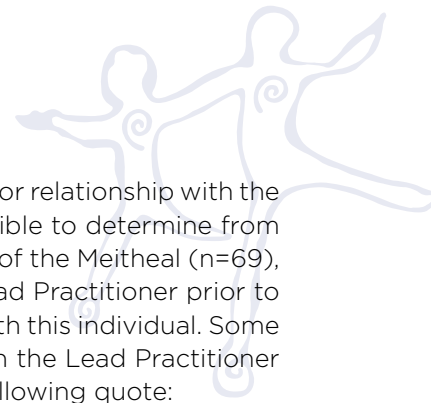 or relationship with the
ible to determine from
of the Meitheal (n=69),
ad Practitioner prior to
th this individual. Some
n the Lead Practitioner
llowing quote: